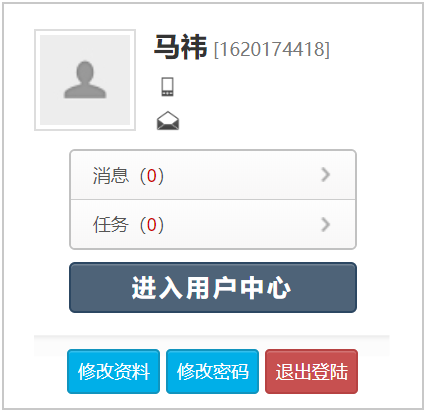 马祎 [1620174418]
消息（0）
任务（0）
进入用户中心
修改资料 修改密码 退出登陆